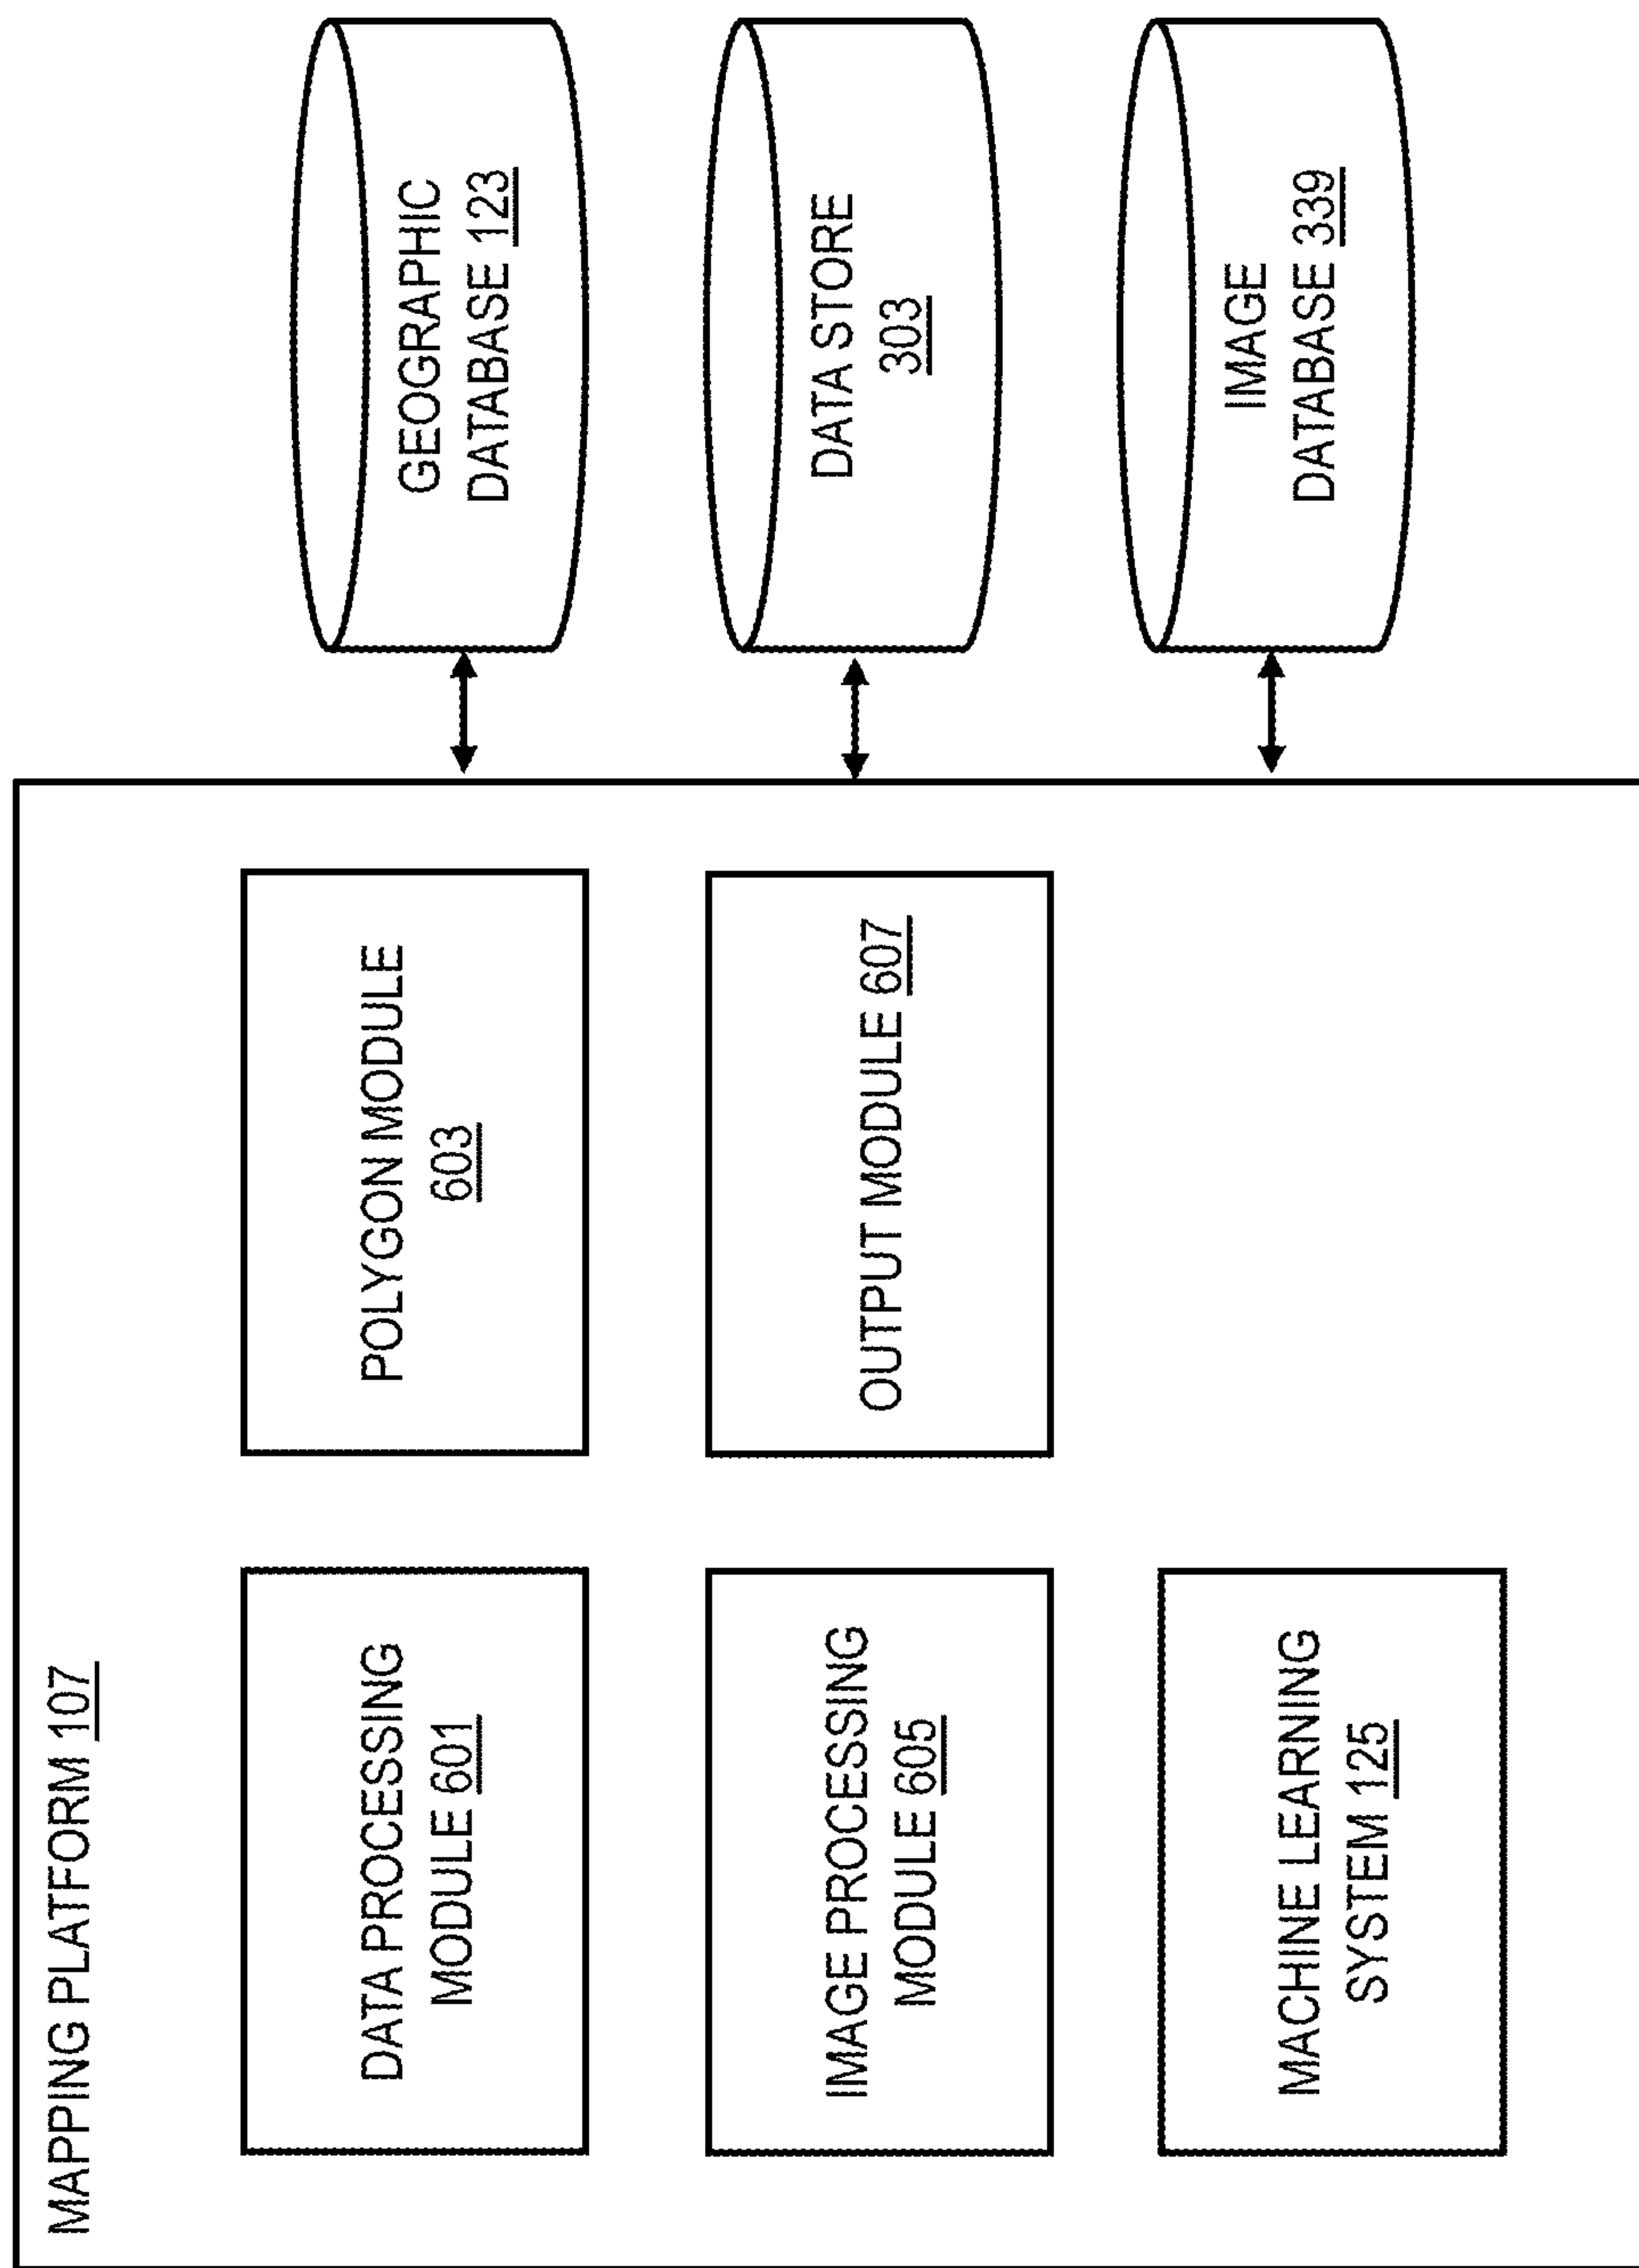 MAPPING PLATFORM 107
DATA PROCESSING
MODULE 601
POLYGON MODULE
603
IMAGE PROCESSING
MODULE 605
OUTPUT MODULE 607
MACHINE LEARNING
SYSTEM 125
GEOGRAPHIC
DATABASE 123
DATA STORE
303
IMAGE
DATABASE 339